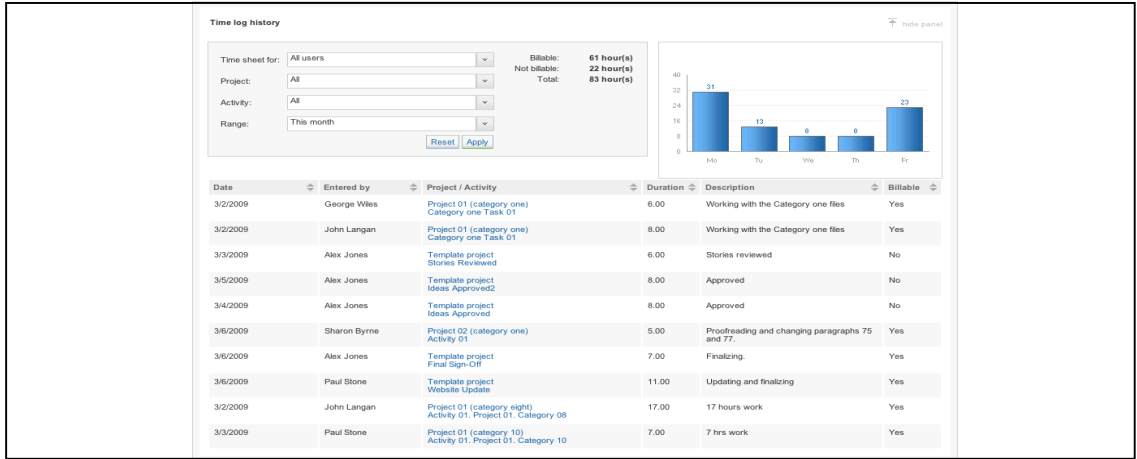 Time log history
hide panel
Time sheet for: All users
Project: All
Activity: All
Range: This month
Reset Apply
Billable: 61 hour(s)
Not billable: 22 hour(s)
Total: 83 hour(s)
40
32
24
16
8
0
31
13
8
8
23
Mo Tu We Th Fr
Date Entered by Project / Activity Duration Description Billable
3/2/2009 George Wiles Project 01 (category one) 6.00 Working with the Category one files Yes
Category one Task 01
3/2/2009 John Langan Project 01 (category one) 8.00 Working with the Category one files Yes
Category one Task 01
3/3/2009 Alex Jones Template project 6.00 Stories reviewed No
Stories Reviewed
3/5/2009 Alex Jones Template project 8.00 Approved No
Ideas Approved2
3/4/2009 Alex Jones Template project 8.00 Approved No
Ideas Approved
3/6/2009 Sharon Byrne Project 02 (category one) 5.00 Proofreading and changing paragraphs 75 Yes
Activity 01 and 77.
3/6/2009 Alex Jones Template project 7.00 Finalizing. Yes
Final Sign-Off
3/6/2009 Paul Stone Template project 11.00 Updating and finalizing Yes
Website Update
3/2/2009 John Langan Project 01 (category eight) 17.00 17 hours work Yes
Activity 01. Project 01. Category 08
3/3/2009 Paul Stone Project 01 (category 10) 7.00 7 hrs work Yes
Activity 01. Project 01. Category 10